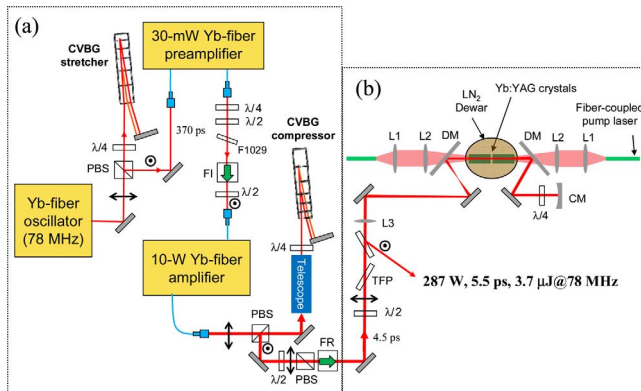 (a)
30-mW Yb-fiber
preamplifier
CVBG
stretcher
λ/4
λ/2
F1029
370 ps
FI
λ/2
CVBG
compressor
λ/4
PBS
λ/4
Telescope
Yb-fiber
oscillator
(78 MHz)
10-W Yb-fiber
amplifier
PBS
λ/2
PBS
FR
4.5 ps
(b)
Yb:YAG crystals
LN2
Dewar
Fiber-coupled
pump laser
L1
L2
DM
DM
L2
L1
λ/4
CM
L3
TFP
287 W, 5.5 ps, 3.7 μJ@78 MHz
λ/2